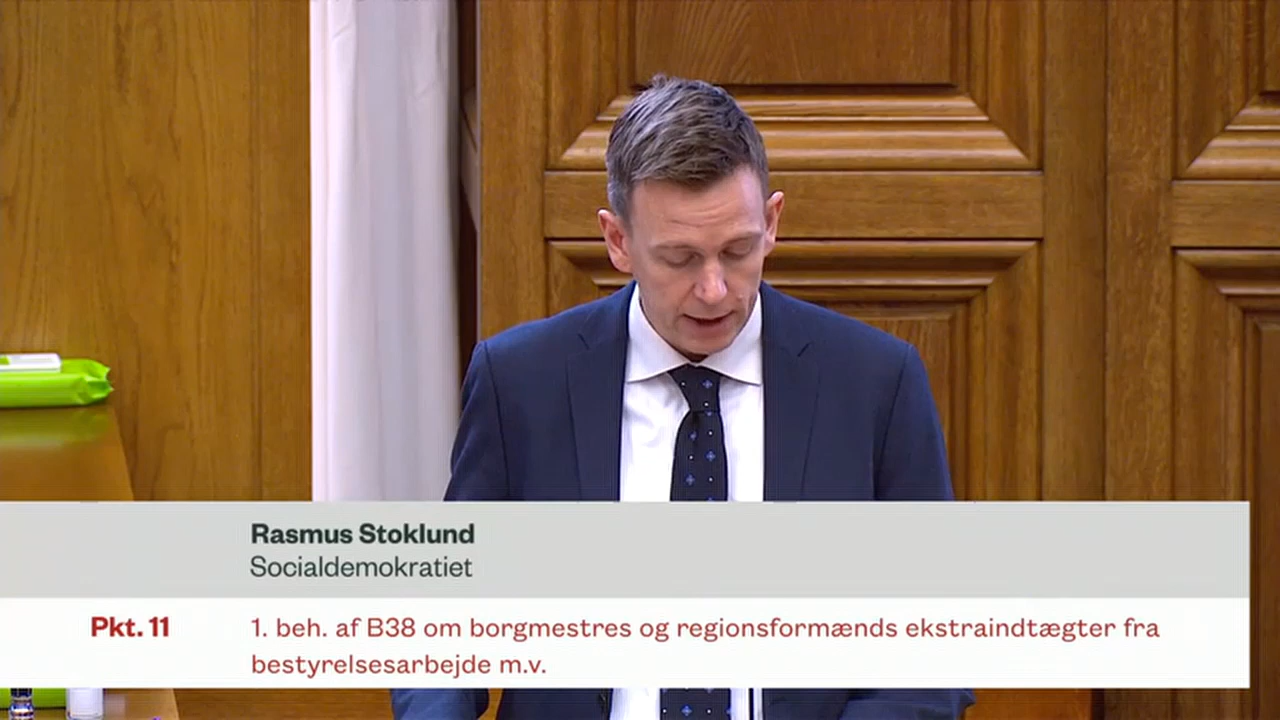 Rasmus Stoklund
Socialdemokratiet
Pkt. 11
1. beh. af B38 om borgmestres og regionsformænds ekstraindtægter fra
bestyrelsesarbejde m.v.